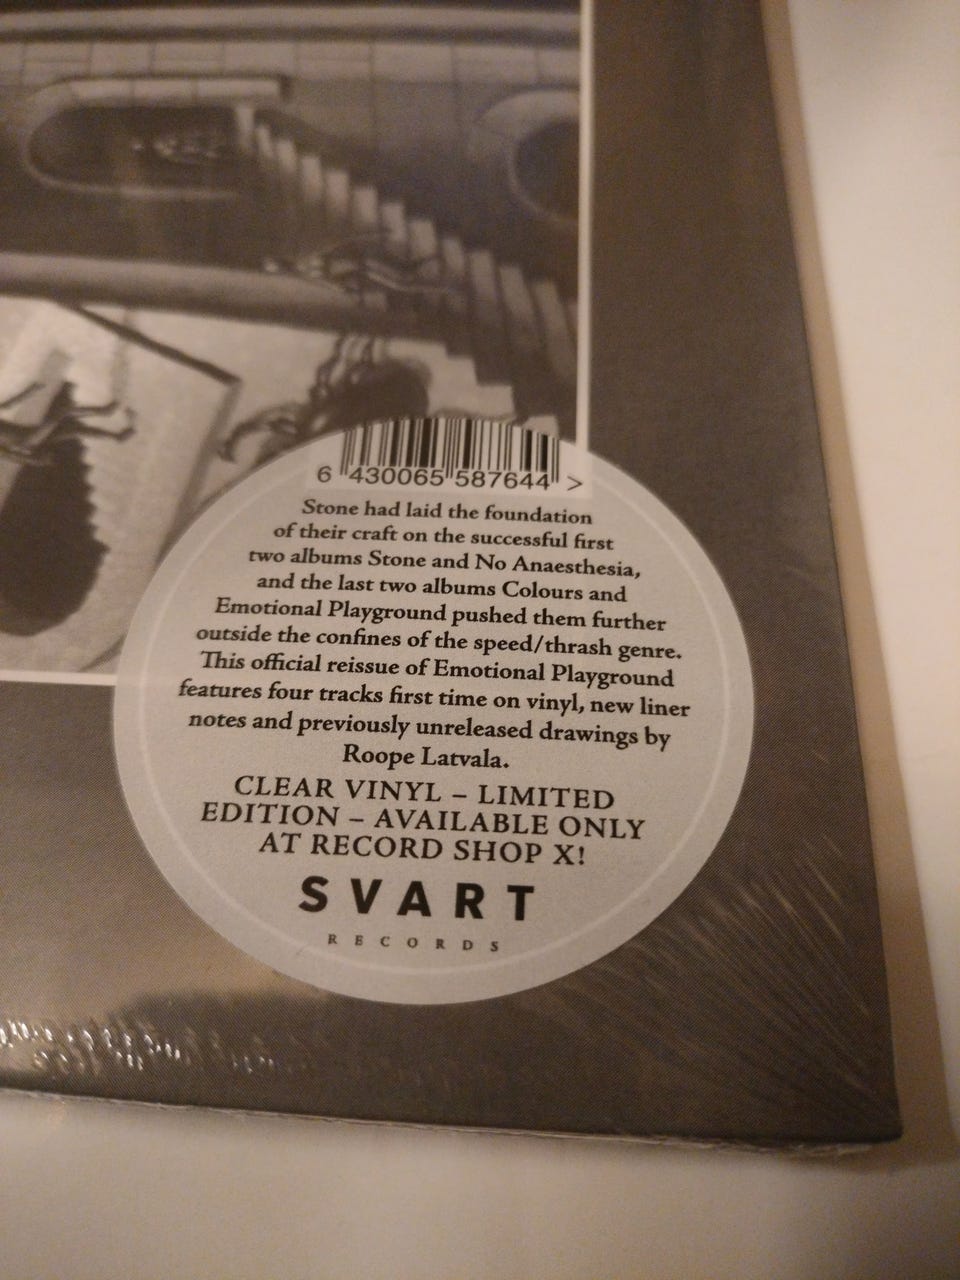 6 430065 587644 >
Stone had laid the foundation
of their craft on the successful first
two albums Stone and No Anaesthesia,
and the last two albums Colours and
Emotional Playground pushed them further
outside the confines of the speed/thrash genre.
This official reissue of Emotional Playground
features four tracks first time on vinyl, new liner
notes and previously unreleased drawings by
Roope Latvala.
CLEAR VINYL – LIMITED
EDITION – AVAILABLE ONLY
AT RECORD SHOP X!
SVART
RECORDS